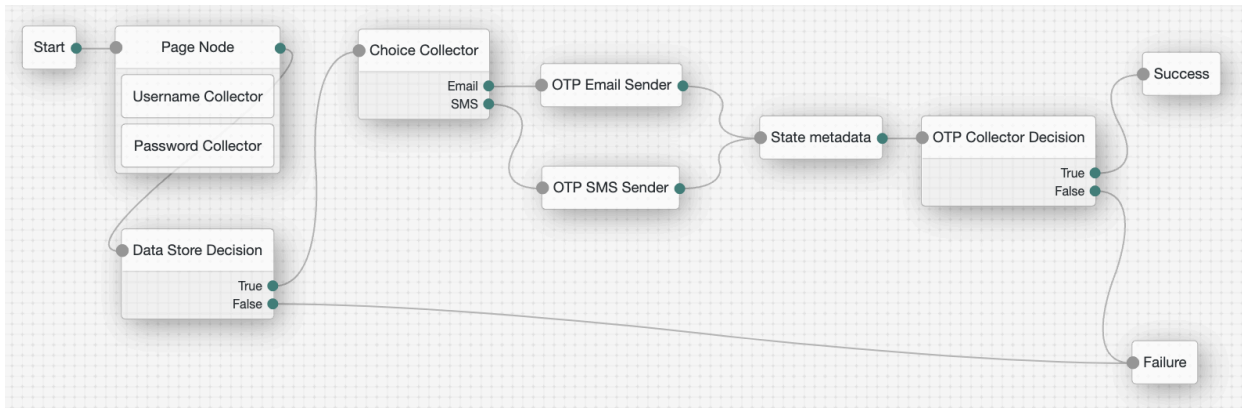 Start
Page Node
Username Collector
Password Collector
Data Store Decision
True
False
Choice Collector
Email
SMS
OTP Email Sender
OTP SMS Sender
State metadata
OTP Collector Decision
True
False
Success
Failure